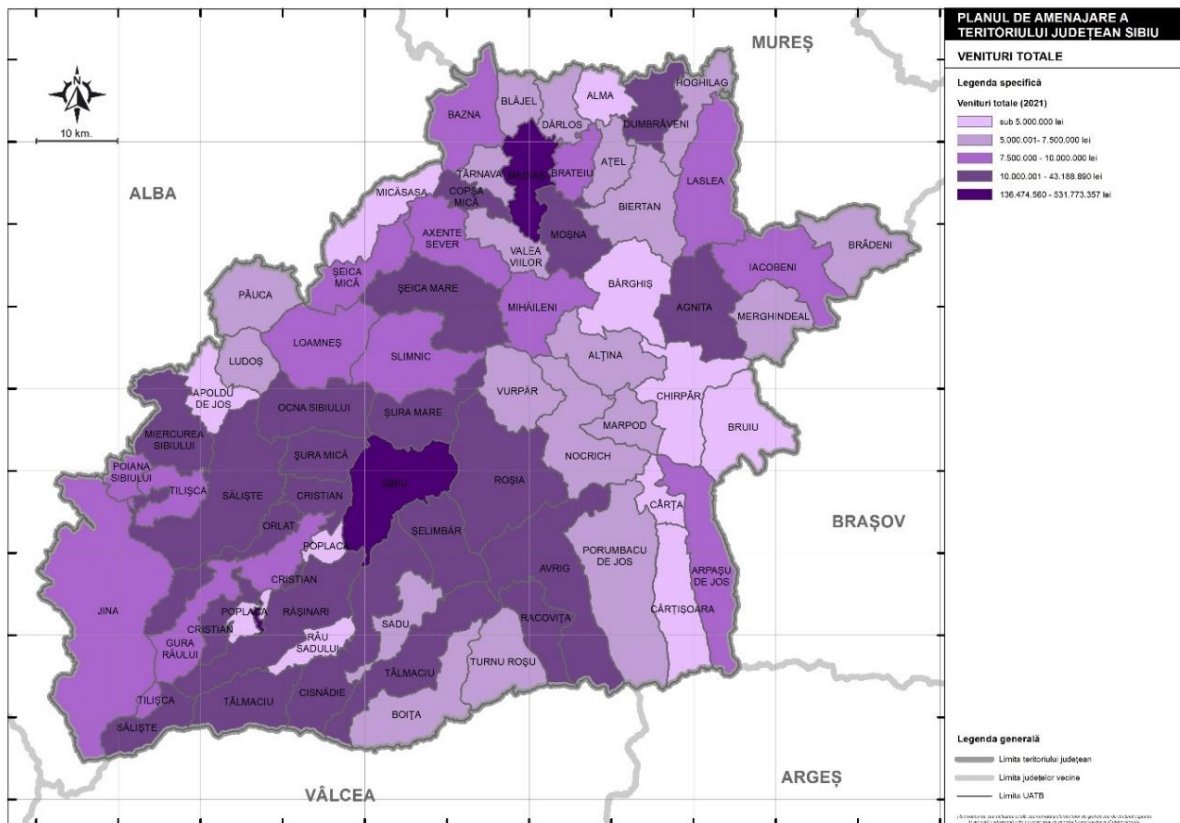 PLANUL DE AMENAJARE A
TERITORIULUI JUDEȚEAN SIBIU
VENITURI TOTALE
Legenda specifică
Venituri totale (2021)
sub 5.000.000 lei
5.000.001- 7.500.000 lei
7.500.000 - 10.000.000 lei
10.000.001 - 43.188.890 lei
136.474.560 - 531.773.357 lei
N
10 km.
MUREȘ
ALBA
BRAȘOV
ARGEȘ
VÂLCEA
HOGHILAG
BLĂJEL
ALMA
BAZNA
DÂRLOS
DUMBRĂVENI
TÂRNAVA
MEDIAȘ
BRATEIU
AȚEL
LASLEA
MICĂSASA
COPȘA
MICĂ
BIERTAN
AXENTE
SEVER
MOȘNA
VALEA
VIILOR
BRĂDENI
ȘEICA
MICĂ
IACOBENI
PĂUCA
ȘEICA MARE
BÂRGHIȘ
MIHĂILENI
AGNITA
MERGHINDEAL
LOAMNEȘ
LUDOȘ
SLIMNIC
ALȚINA
APOLDU
DE JOS
VURPĂR
CHIRPĂR
OCNA SIBIULUI
ȘURA MARE
MARPOD
BRUIU
MIERCUREA
SIBIULUI
ȘURA MICĂ
NOCRICH
POIANA
SIBIULUI
TILIȘCA
SĂLIȘTE
CRISTIAN
SIBIU
ROȘIA
CÂRȚA
ORLAT
ȘELIMBĂR
POPLACA
PORUMBACU
DE JOS
CRISTIAN
AVRIG
ARPAȘU
DE JOS
JINA
POPLACA
RĂȘINARI
CÂRȚIȘOARA
CRISTIAN
SADU
RACOVIȚA
GURA
RÂULUI
RÂU
SADULUI
TURNU ROȘU
TĂLMACIU
TILIȘCA
TĂLMACIU
CISNĂDIE
BOIȚA
SĂLIȘTE
Legenda generală
Limita teritoriului județean
Limita județelor vecine
Limita UATB